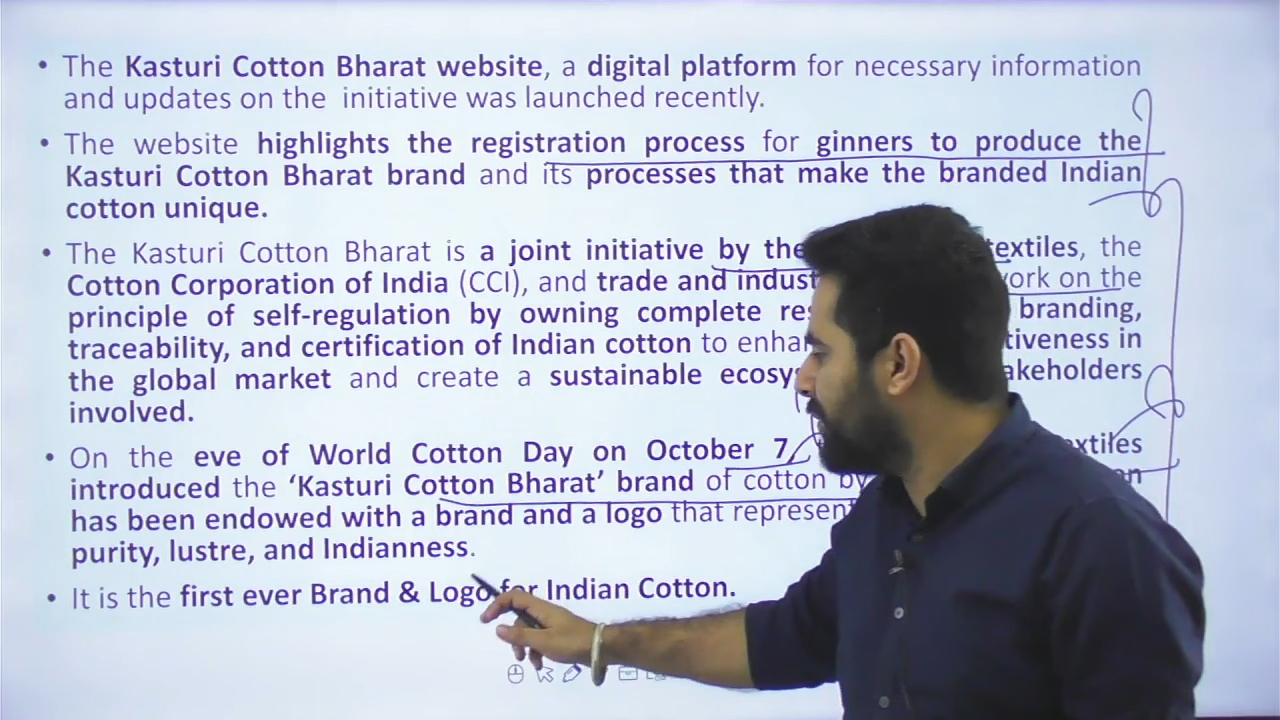 • The Kasturi Cotton Bharat website, a digital platform for necessary information
and updates on the initiative was launched recently.
• The website highlights the registration process for ginners to produce the
Kasturi Cotton Bharat brand and its processes that make the branded Indian
cotton unique.
• The Kasturi Cotton Bharat is a joint initiative by the extiles, the
Cotton Corporation of India (CCI), and trade and indust ork on the
principle of self-regulation by owning complete re branding,
traceability, and certification of Indian cotton to enha tiveness in
the global market and create a sustainable ecosy akeholders
involved.
• On the eve of World Cotton Day on October 7, extiles
introduced the ‘Kasturi Cotton Bharat’ brand of cotton by
has been endowed with a brand and a logo that represen
purity, lustre, and Indianness.
• It is the first ever Brand & Logo for Indian Cotton.